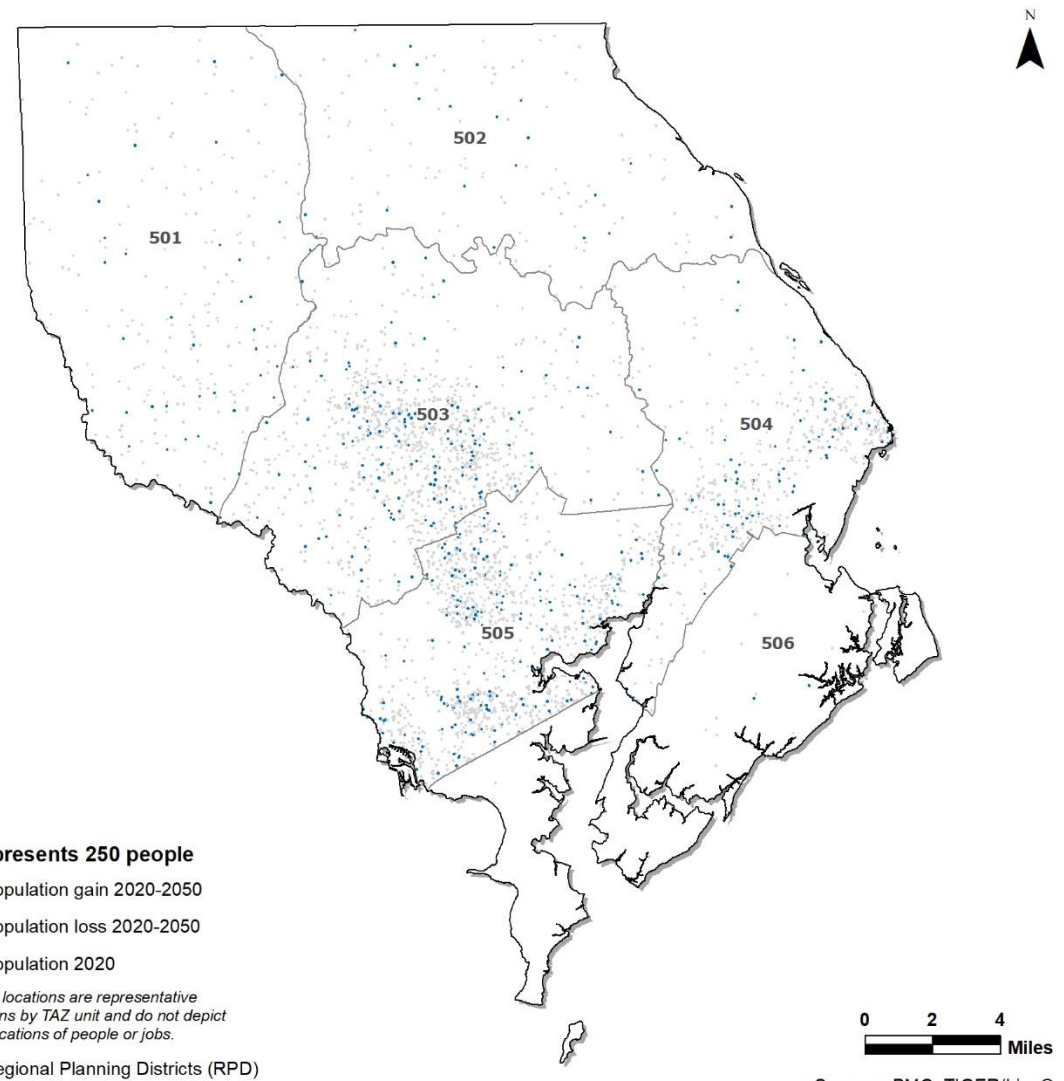 N
502
501
503
504
505
506
presents 250 people
opulation gain 2020-2050
opulation loss 2020-2050
opulation 2020
locations are representative
ns by TAZ unit and do not depict
cations of people or jobs.
egional Planning Districts (RPD)
0 2 4
Miles